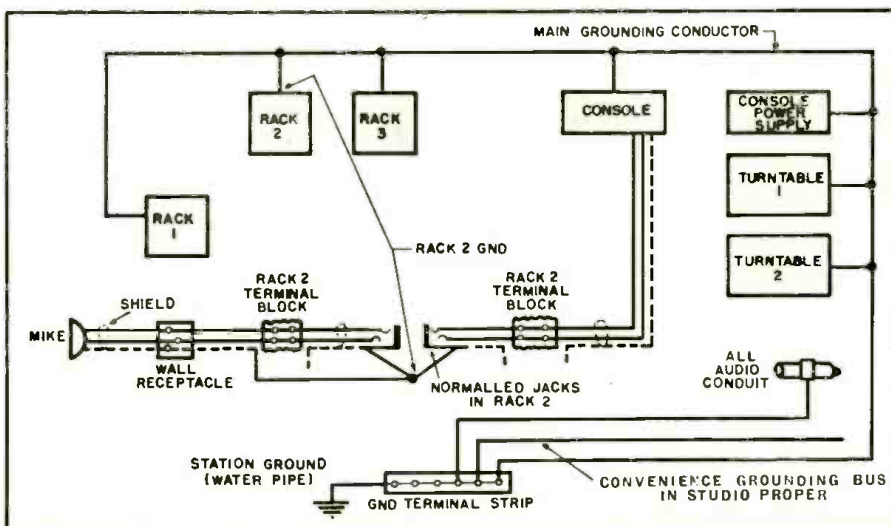 MAIN GROUNDING CONDUCTOR
RACK
2
RACK
3
CONSOLE
CONSOLE
POWER
SUPPLY
TURNTABLE
1
RACK
1
RACK 2 GND
TURNTABLE
2
SHIELD
RACK 2
TERMINAL
BLOCK
RACK 2
TERMINAL
BLOCK
MIKE
WALL
RECEPTACLE
NORMALLED JACKS
IN RACK 2
ALL
AUDIO
CONDUIT
STATION GROUND
(WATER PIPE)
GND TERMINAL STRIP
CONVENIENCE GROUNDING BUS
IN STUDIO PROPER